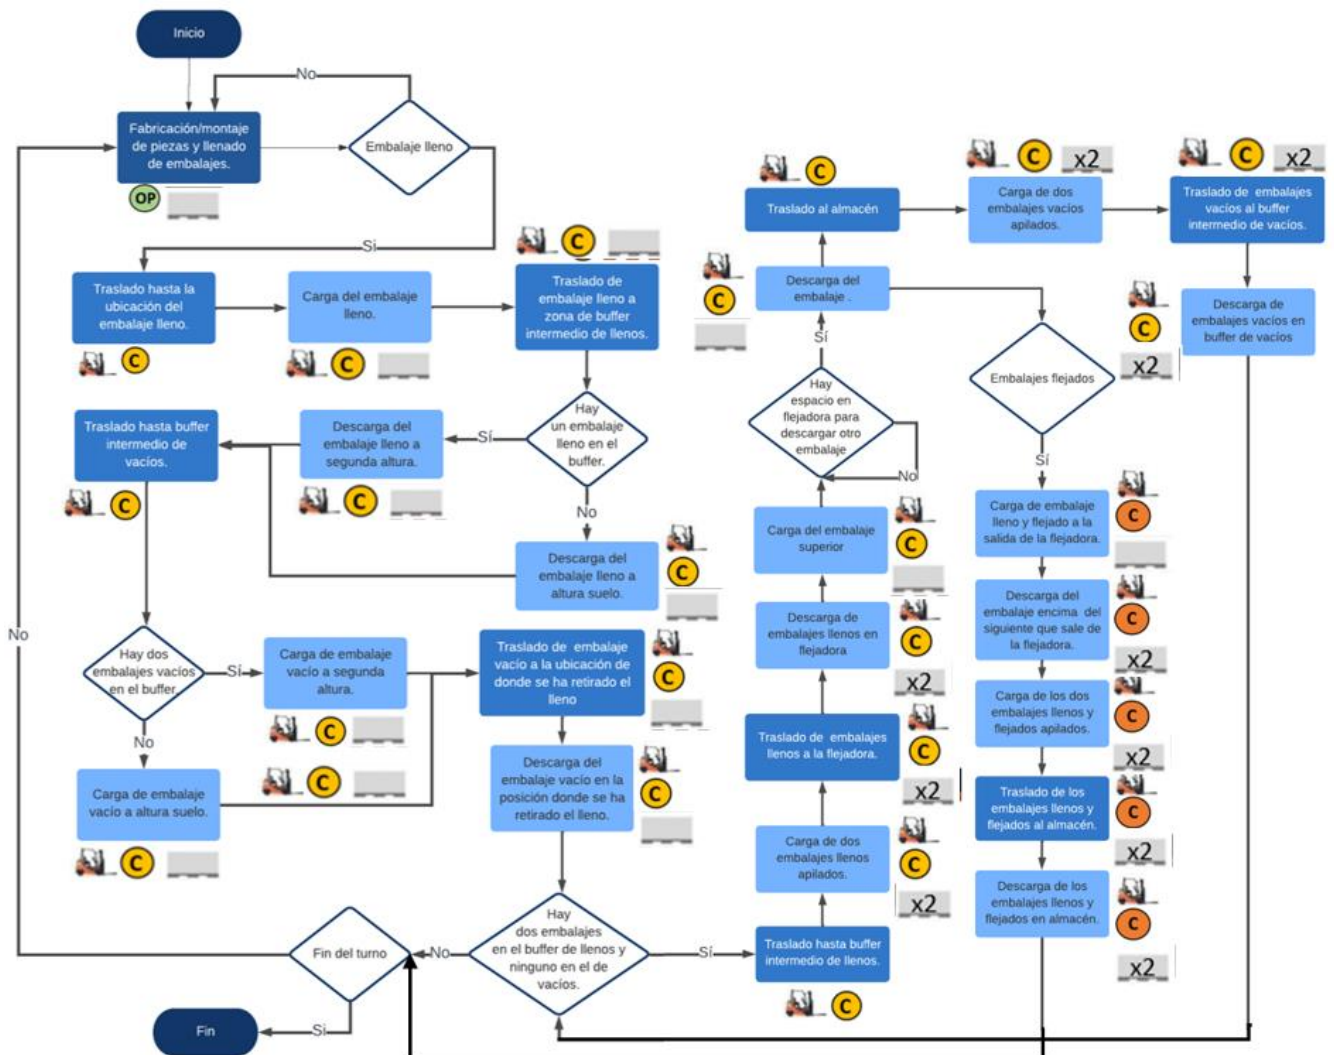 Inicio
No
Fabricación/montaje
de piezas y llenado
de embalajes.
Embalaje lleno
OP
Si
Traslado hasta la
ubicación del
embalaje lleno.
C
Carga del embalaje
lleno.
C
C
Traslado de
embalaje lleno a
zona de buffer
intermedio de llenos.
Hay
un embalaje
lleno en el
buffer.
Sí
Descarga del
embalaje lleno a
segunda altura.
C
Traslado hasta buffer
intermedio de
vacíos.
C
No
Descarga del
embalaje lleno a
altura suelo.
C
No
Hay dos
embalajes vacíos
en el buffer.
Sí
Carga de embalaje
vacío a segunda
altura.
C
C
No
Carga de embalaje
vacío a altura suelo.
C
Traslado de embalaje
vacío a la ubicación de
donde se ha retirado el
lleno
C
Descarga del
embalaje vacío en la
posición donde se ha
retirado el lleno.
C
Hay
dos embalajes
en el buffer de llenos y
ninguno en el de
vacíos.
No
Fin del turno
Si
Fin
Sí
Traslado hasta buffer
intermedio de llenos.
C
Carga de dos
embalajes llenos
apilados.
C
x2
Traslado de embalajes
llenos a la flejadora.
C
x2
Descarga de
embalajes llenos en
flejadora
C
x2
Carga del embalaje
superior
C
Hay
espacio en
flejadora para
descargar otro
embalaje
No
Sí
Descarga del
embalaje .
C
C
Traslado al almacén
C
x2
Carga de dos
embalajes vacíos
apilados.
C
x2
Traslado de embalajes
vacíos al buffer
intermedio de vacíos.
Descarga de
embalajes vacíos en
buffer de vacíos
C
x2
Embalajes flejados
Sí
Carga de embalaje
lleno y flejado a la
salida de la flejadora.
C
Descarga del
embalaje encima del
siguiente que sale de
la flejadora.
C
x2
Carga de los dos
embalajes llenos y
flejados apilados.
C
x2
Traslado de los
embalajes llenos y
flejados al almacén.
C
x2
Descarga de los
embalajes llenos y
flejados en almacén.
C
x2